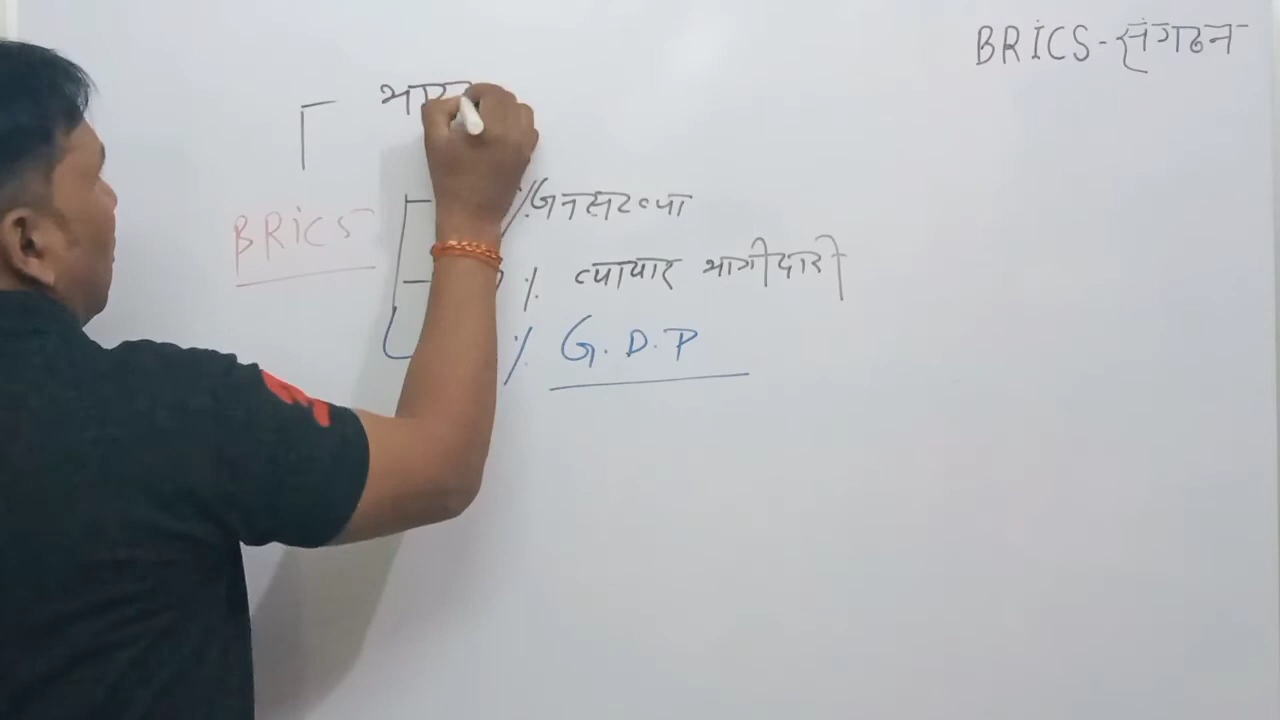 BRICS - संगठन
भार
% जनसंख्या
BRICS
% व्यापार भागीदारी
% G.D.P